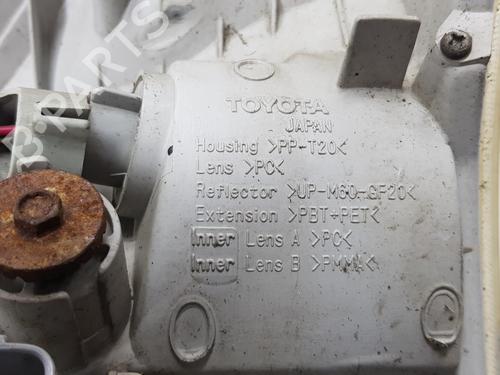 TOYOTA
JAPAN
Housing >PP-T20<
Lens >PC<
Reflector >UP-M60-GF20<
Extension >PBT+PET<
Inner Lens A >PC<
Inner Lens B >PMMA<